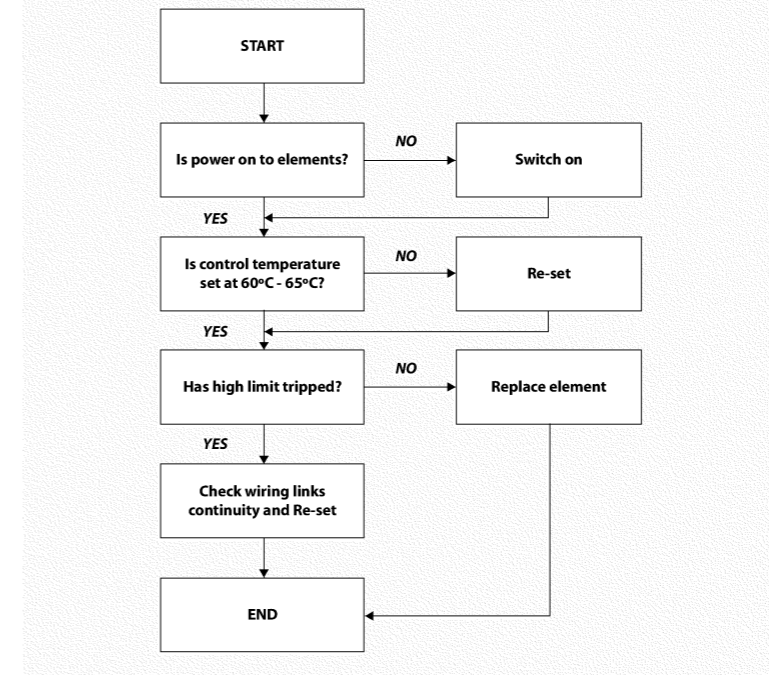 START
Is power on to elements?
NO
Switch on
YES
Is control temperature
set at 60ºC - 65ºC?
NO
Re-set
YES
Has high limit tripped?
NO
Replace element
YES
Check wiring links
continuity and Re-set
END